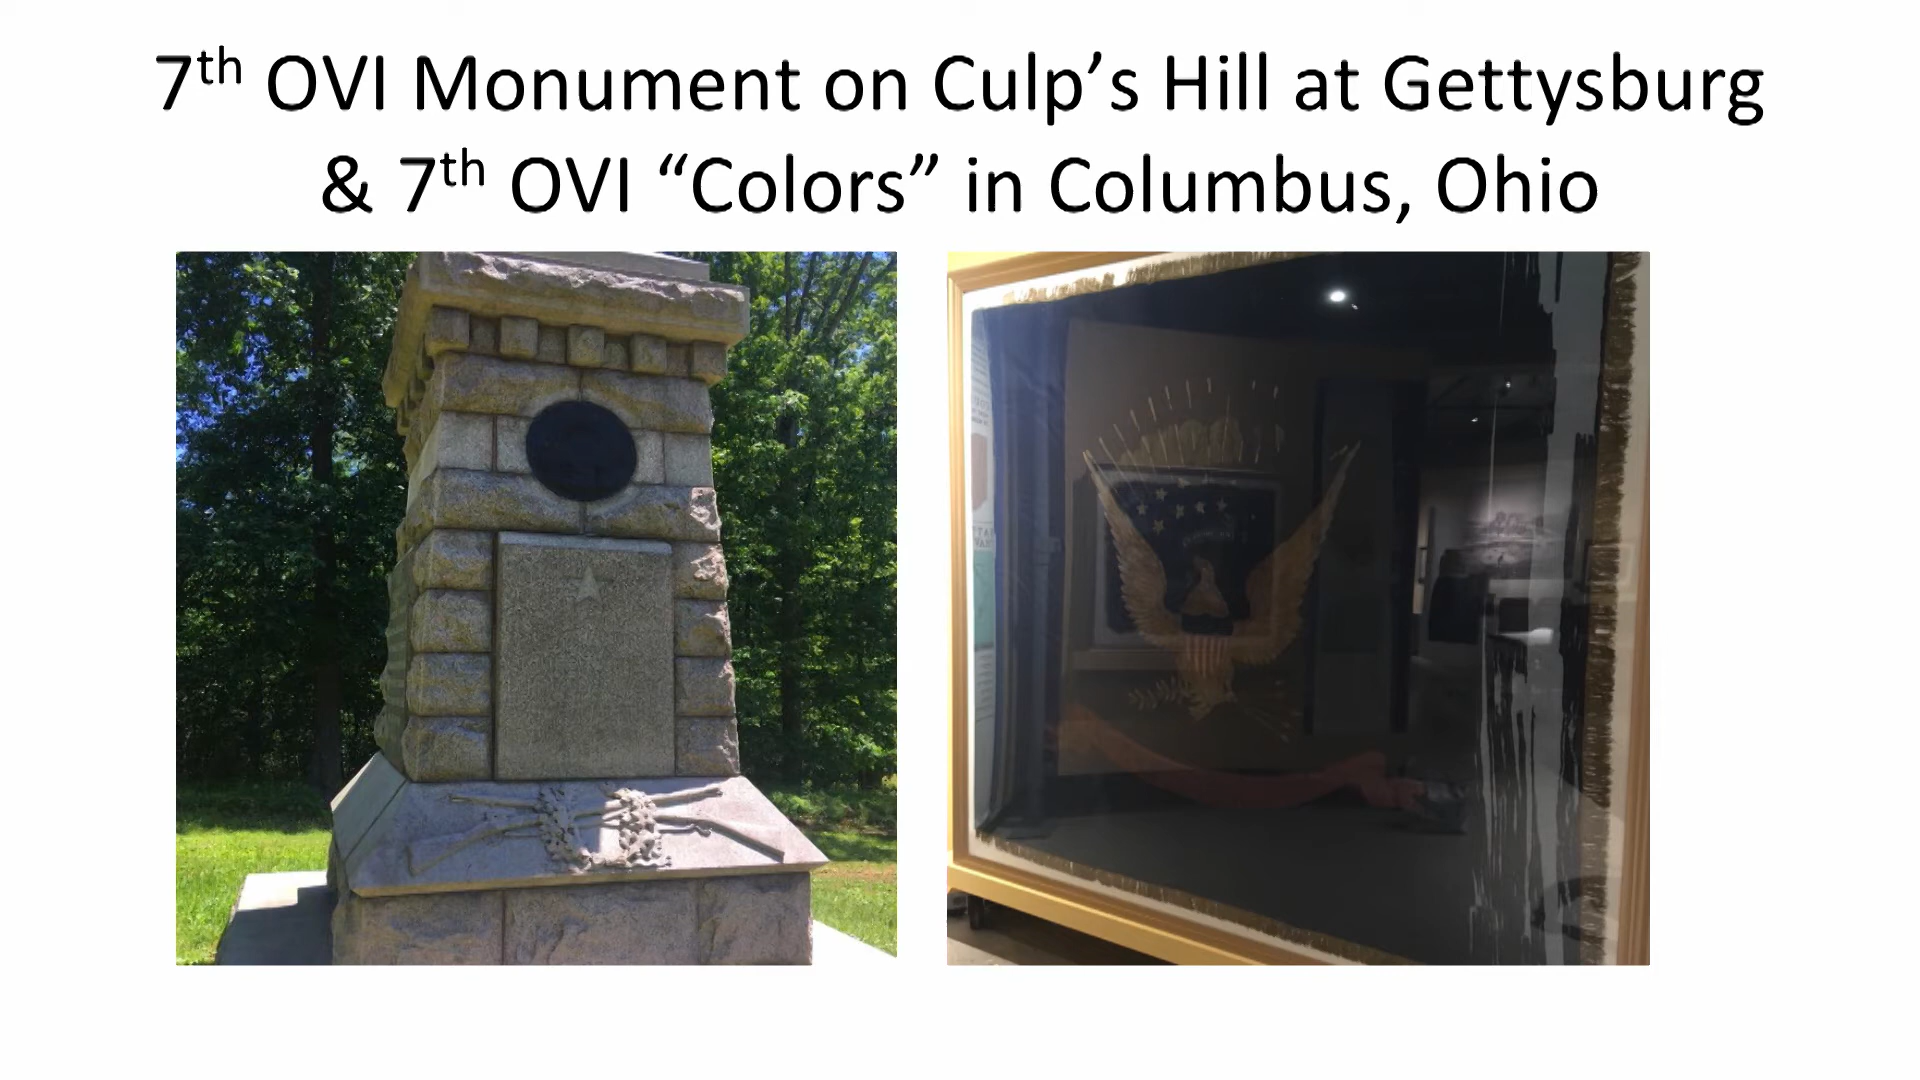 7th OVI Monument on Culp’s Hill at Gettysburg
& 7th OVI “Colors” in Columbus, Ohio